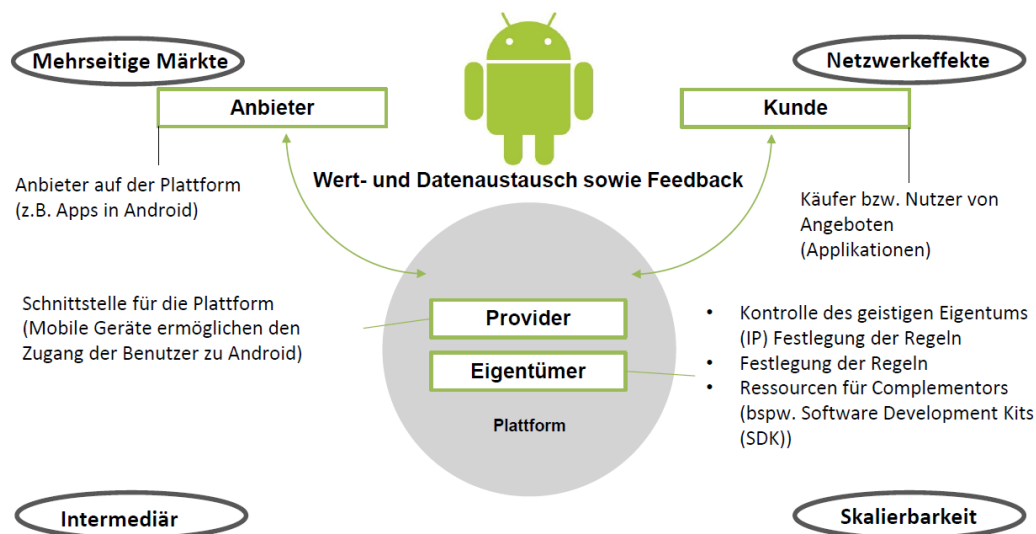 Mehrseitige Märkte
Netzwerkeffekte
Anbieter
Kunde
Wert- und Datenaustausch sowie Feedback
Anbieter auf der Plattform
(z.B. Apps in Android)
Käufer bzw. Nutzer von
Angeboten
(Applikationen)
Schnittstelle für die Plattform
(Mobile Geräte ermöglichen den
Zugang der Benutzer zu Android)
Provider
Eigentümer
Plattform
• Kontrolle des geistigen Eigentums
(IP) Festlegung der Regeln
• Festlegung der Regeln
• Ressourcen für Complementors
(bspw. Software Development Kits
(SDK))
Intermediär
Skalierbarkeit